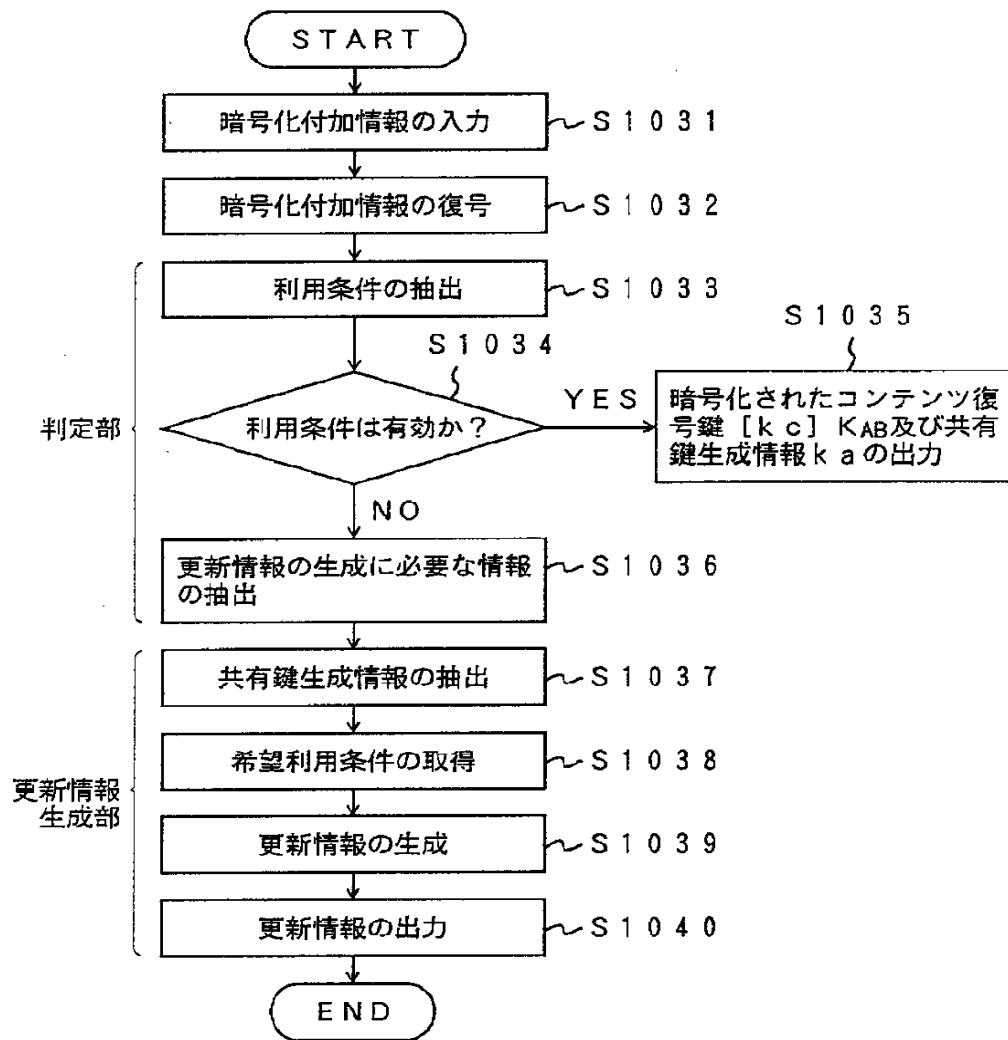 START
暗号化付加情報の入力
S1031
暗号化付加情報の復号
S1032
利用条件の抽出
S1033
S1034
S1035
判定部
利用条件は有効か?
YES
暗号化されたコンテンツ復
号鍵[kc]KAB及び共有
鍵生成情報kaの出力
NO
更新情報の生成に必要な情報
の抽出
S1036
共有鍵生成情報の抽出
S1037
希望利用条件の取得
S1038
更新情報
生成部
更新情報の生成
S1039
更新情報の出力
S1040
END